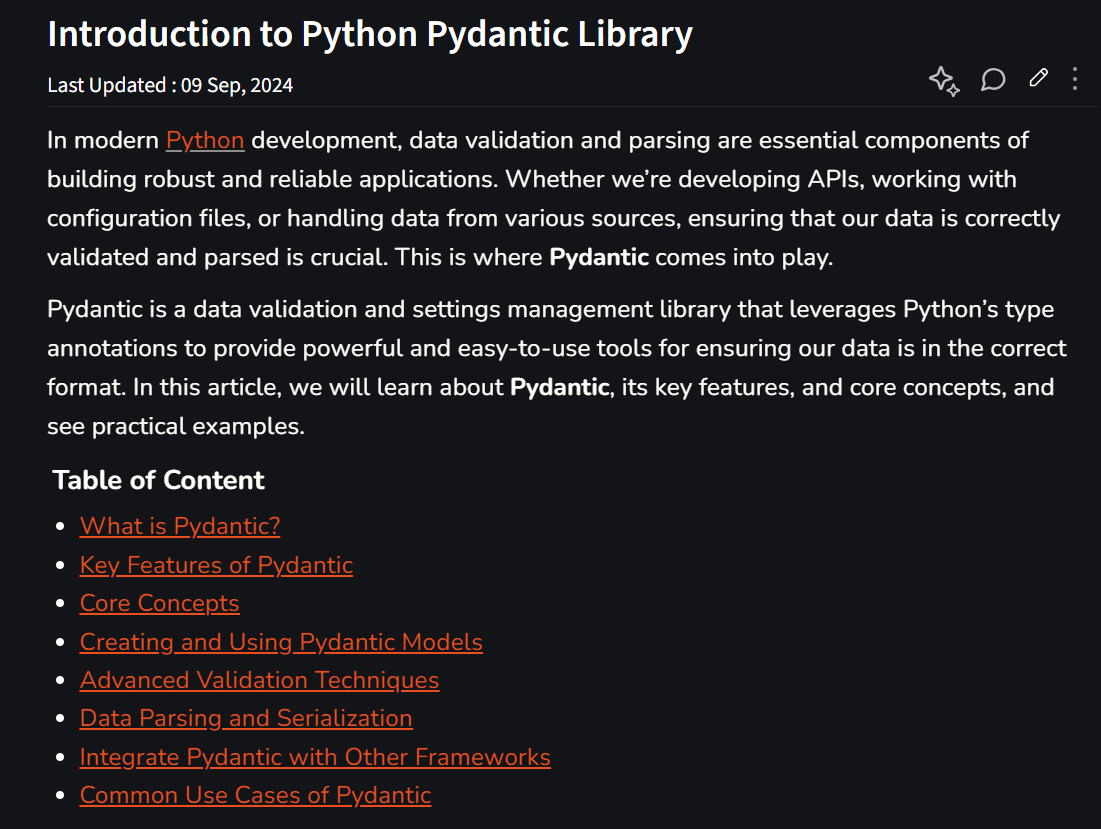 Introduction to Python Pydantic Library
Last Updated : 09 Sep, 2024
In modern Python development, data validation and parsing are essential components of
building robust and reliable applications. Whether we’re developing APIs, working with
configuration files, or handling data from various sources, ensuring that our data is correctly
validated and parsed is crucial. This is where Pydantic comes into play.
Pydantic is a data validation and settings management library that leverages Python’s type
annotations to provide powerful and easy-to-use tools for ensuring our data is in the correct
format. In this article, we will learn about Pydantic, its key features, and core concepts, and
see practical examples.
Table of Content
• What is Pydantic?
• Key Features of Pydantic
• Core Concepts
• Creating and Using Pydantic Models
• Advanced Validation Techniques
• Data Parsing and Serialization
• Integrate Pydantic with Other Frameworks
• Common Use Cases of Pydantic